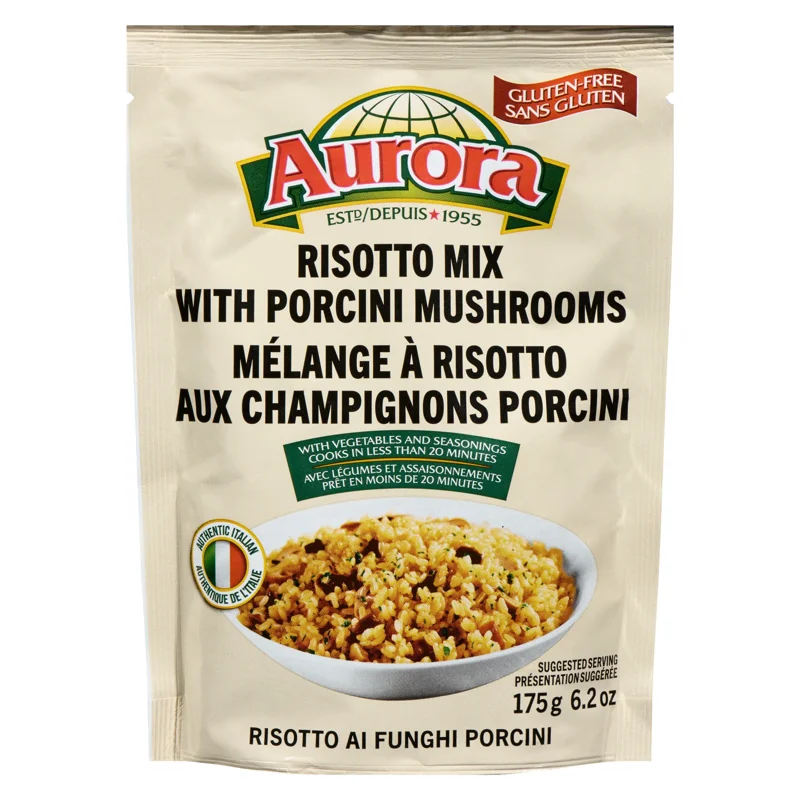 GLUTEN-FREE
SANS GLUTEN
Aurora
ESTD/DEPUIS★1955
RISOTTO MIX
WITH PORCINI MUSHROOMS
MÉLANGE À RISOTTO
AUX CHAMPIGNONS PORCINI
WITH VEGETABLES AND SEASONINGS
COOKS IN LESS THAN 20 MINUTES
AVEC LÉGUMES ET ASSAISONNEMENTS
PRÊT EN MOINS DE 20 MINUTES
AUTHENTIC ITALIAN
AUTHENTIQUE DE L'ITALIE
SUGGESTED SERVING
PRÉSENTATION SUGGÉRÉE
175 g 6.2 oz
RISOTTO AI FUNGHI PORCINI